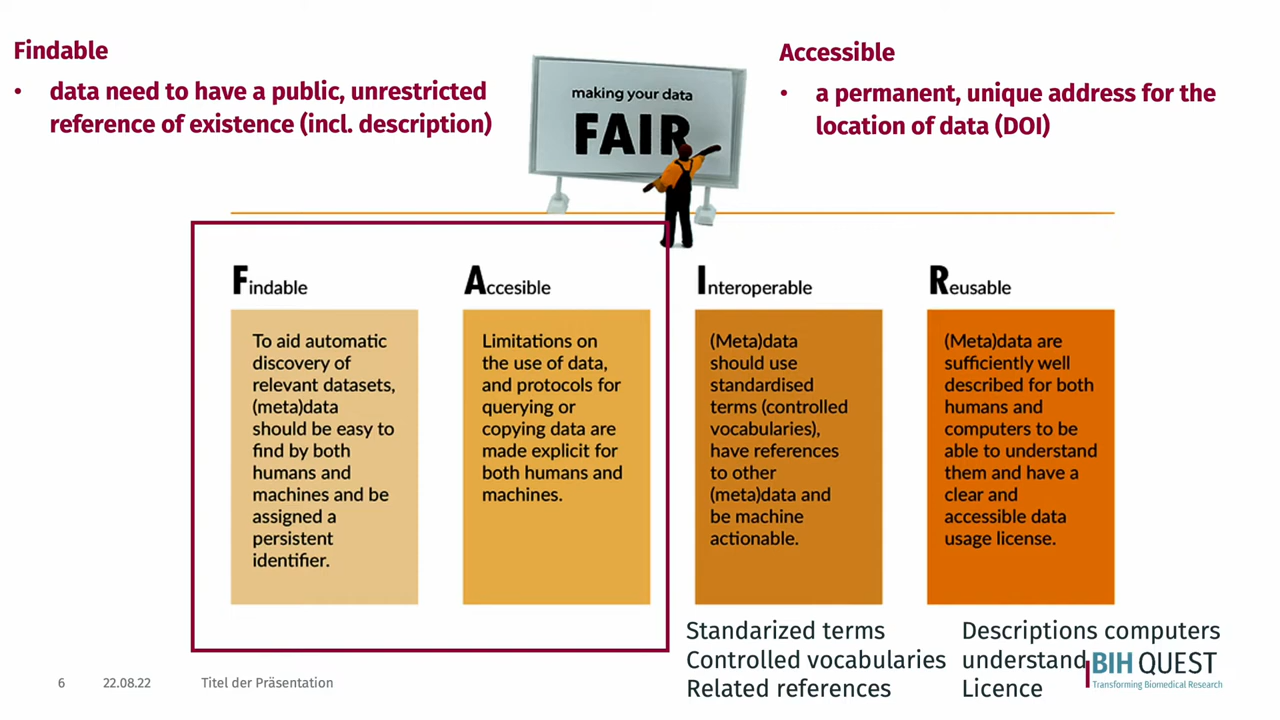 Findable
• data need to have a public, unrestricted
reference of existence (incl. description)
making your data
FAIR
Accessible
• a permanent, unique address for the
location of data (DOI)
Findable
To aid automatic
discovery of
relevant datasets,
(meta)data
should be easy to
find by both
humans and
machines and be
assigned a
persistent
identifier.
Accesible
Limitations on
the use of data,
and protocols for
querying or
copying data are
made explicit for
both humans and
machines.
Interoperable
(Meta)data
should use
standardised
terms (controlled
vocabularies),
have references
to other
(meta)data and
be machine
actionable.
Reusable
(Meta)data are
sufficiently well
described for both
humans and
computers to be
able to understand
them and have a
clear and
accessible data
usage license.
Standarized terms
Controlled vocabularies
Related references
Descriptions computers
understand
Licence
6 22.08.22 Titel der Präsentation
BIH QUEST
Transforming Biomedical Research